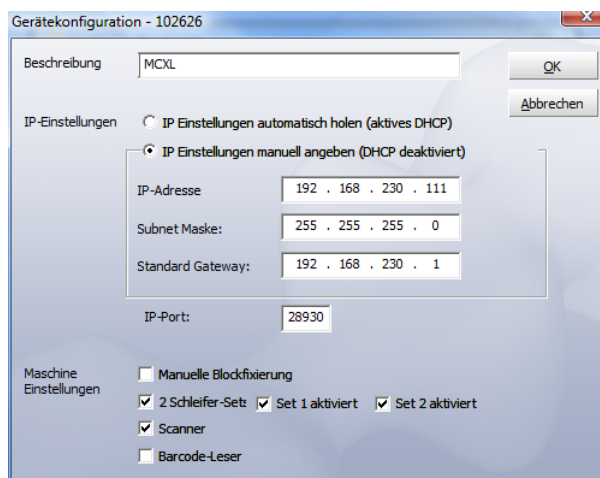 Gerätekonfiguration - 102626
Beschreibung MCXL OK
Abbrechen
IP-Einstellungen IP Einstellungen automatisch holen (aktives DHCP)
IP Einstellungen manuell angeben (DHCP deaktiviert)
IP-Adresse 192 . 168 . 230 . 111
Subnet Maske: 255 . 255 . 255 . 0
Standard Gateway: 192 . 168 . 230 . 1
IP-Port: 28930
Maschine Einstellungen Manuelle Blockfixierung
2 Schleifer-Sets Set 1 aktiviert Set 2 aktiviert
Scanner
Barcode-Leser